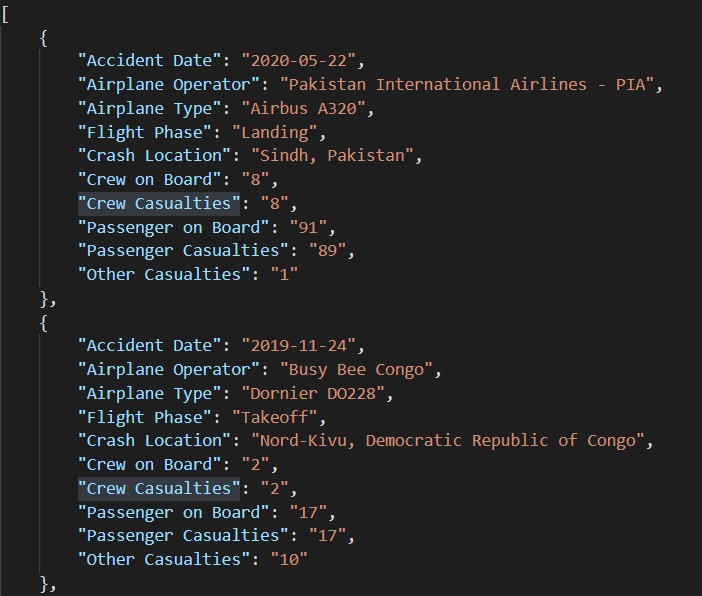 [
{
"Accident Date": "2020-05-22",
"Airplane Operator": "Pakistan International Airlines - PIA",
"Airplane Type": "Airbus A320",
"Flight Phase": "Landing",
"Crash Location": "Sindh, Pakistan",
"Crew on Board": "8",
"Crew Casualties": "8",
"Passenger on Board": "91",
"Passenger Casualties": "89",
"Other Casualties": "1"
},
{
"Accident Date": "2019-11-24",
"Airplane Operator": "Busy Bee Congo",
"Airplane Type": "Dornier DO228",
"Flight Phase": "Takeoff",
"Crash Location": "Nord-Kivu, Democratic Republic of Congo",
"Crew on Board": "2",
"Crew Casualties": "2",
"Passenger on Board": "17",
"Passenger Casualties": "17",
"Other Casualties": "10"
},